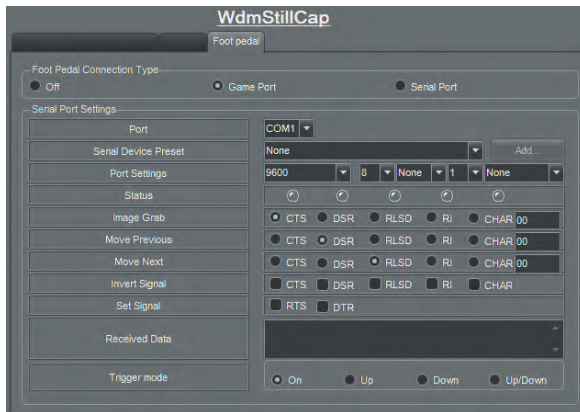 WdmStillCap
Foot pedal
Foot Pedal Connection Type
Off Game Port Serial Port
Serial Port Settings
Port COM1
Serial Device Preset None Add...
Port Settings 9600 8 None 1 None
Status
Image Grab CTS DSR RLSD RI CHAR 00
Move Previous CTS DSR RLSD RI CHAR 00
Move Next CTS DSR RLSD RI CHAR 00
Invert Signal CTS DSR RLSD RI CHAR
Set Signal RTS DTR
Received Data
Trigger mode On Up Down Up/Down